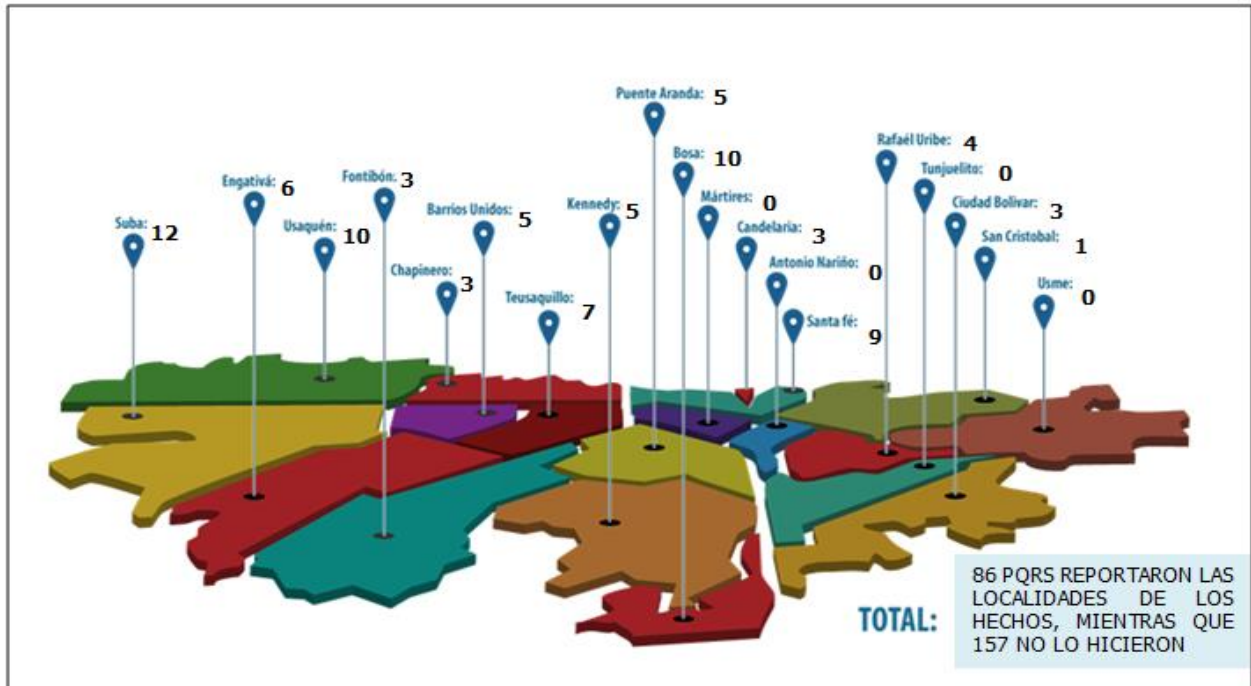 Puente Aranda: 5
Rafaél Uribe: 4
Bosa: 10
Tunjuelito: 0
Engativá: 6
Fontibón: 3
Mártires: 0
Kennedy: 5
Ciudad Bolívar: 3
Barrios Unidos: 5
Suba: 12
Usaquén: 10
Candelaria: 3
San Cristobal: 1
Antonio Nariño: 0
Chapinero: 3
Usme: 0
Teusaquillo: 7
Santa fé: 9
TOTAL:
86 PQRS REPORTARON LAS
LOCALIDADES DE LOS
HECHOS, MIENTRAS QUE
157 NO LO HICIERON